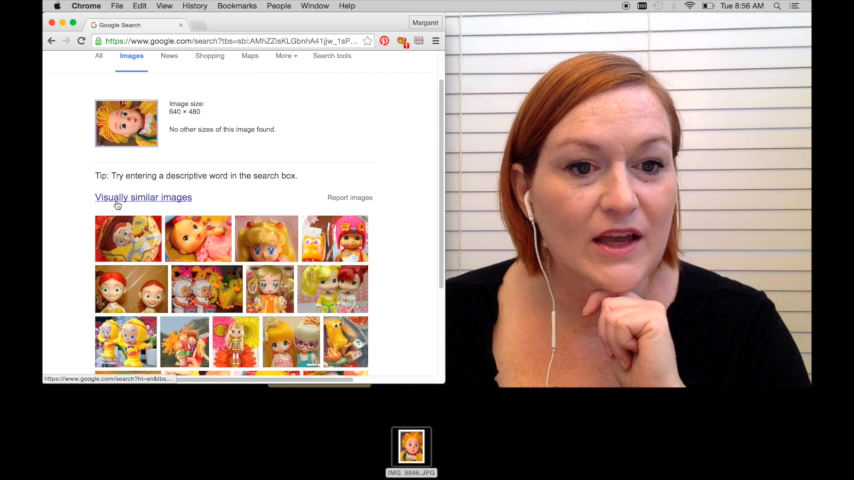 Chrome File Edit View History Bookmarks People Window Help Tue 8:56 AM
Google Search
Margaret
https://www.google.com/search?tbs=sbi:AMhZZisKLGbnhA41jjw_1sP...
All Images News Shopping Maps More Search tools
Image size:
640 × 480
No other sizes of this image found.
Tip: Try entering a descriptive word in the search box.
Visually similar images
Report images
https://www.google.com/search?hl=en&tba...